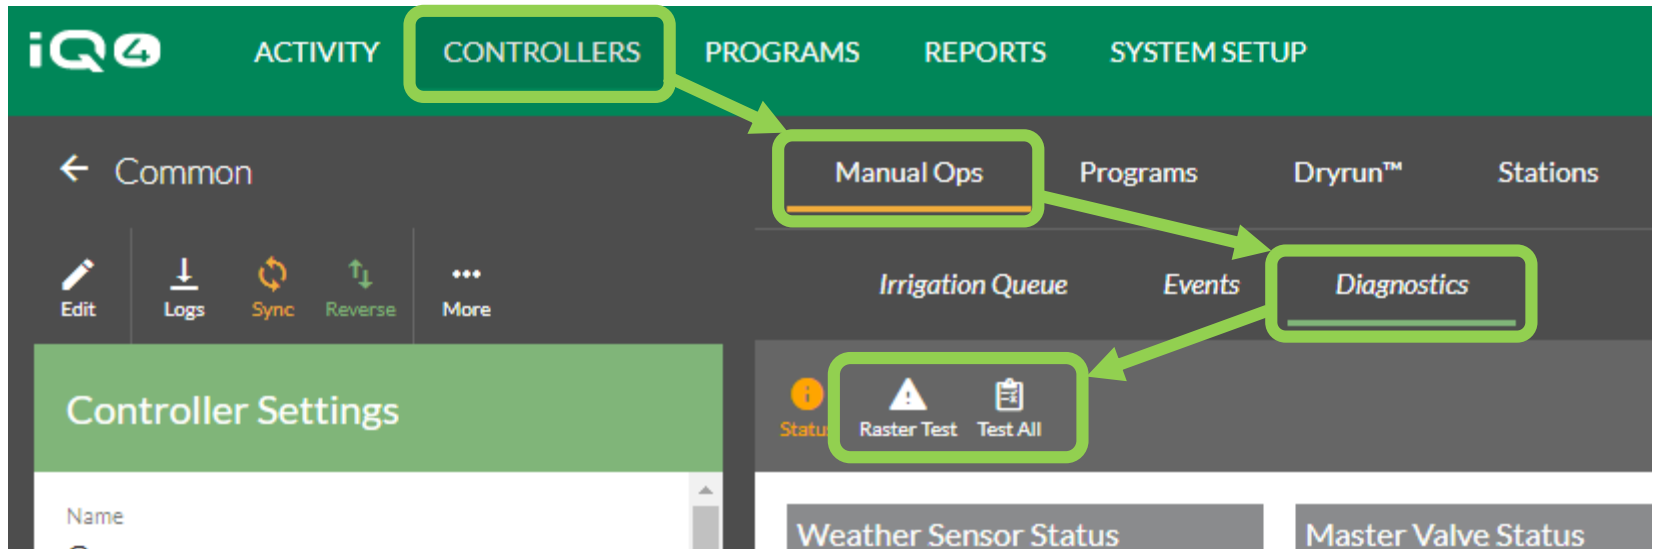 iQ4 ACTIVITY CONTROLLERS PROGRAMS REPORTS SYSTEM SETUP
Common
Manual Ops Programs Dryrun™ Stations
Edit Logs Sync Reverse More
Irrigation Queue Events Diagnostics
Controller Settings
Status Raster Test Test All
Name
Weather Sensor Status Master Valve Status